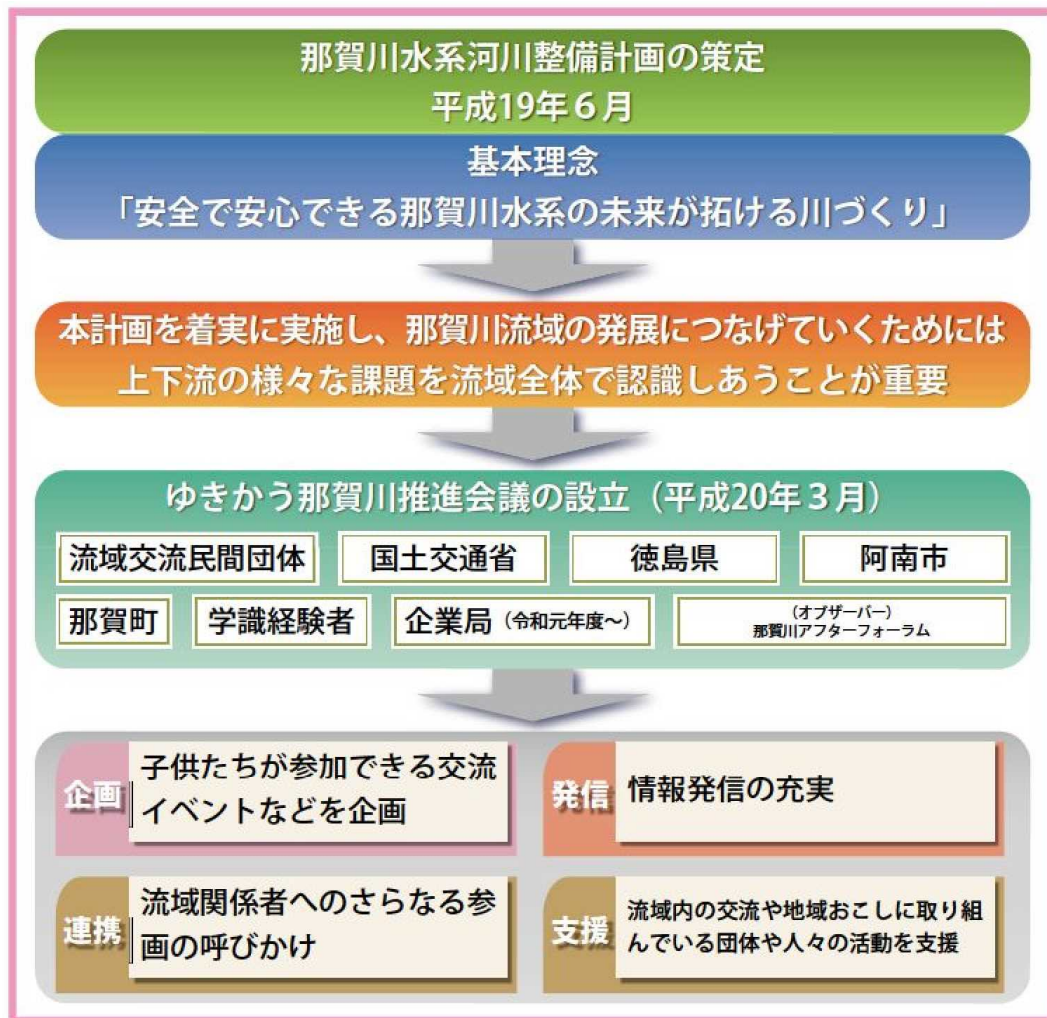 那賀川水系河川整備計画の策定
平成19年６月
基本理念
「安全で安心できる那賀川水系の未来が拓ける川づくり」
本計画を着実に実施し、那賀川流域の発展につなげていくためには
上下流の様々な課題を流域全体で認識しあうことが重要
ゆきかう那賀川推進会議の設立（平成20年３月）
流域交流民間団体
国土交通省
徳島県
阿南市
那賀町
学識経験者
企業局（令和元年度～）
（オブザーバー）
那賀川アフターフォーラム
企画
子供たちが参加できる交流
イベントなどを企画
発信
情報発信の充実
連携
流域関係者へのさらなる参
画の呼びかけ
支援
流域内の交流や地域おこしに取り組
んでいる団体や人々の活動を支援